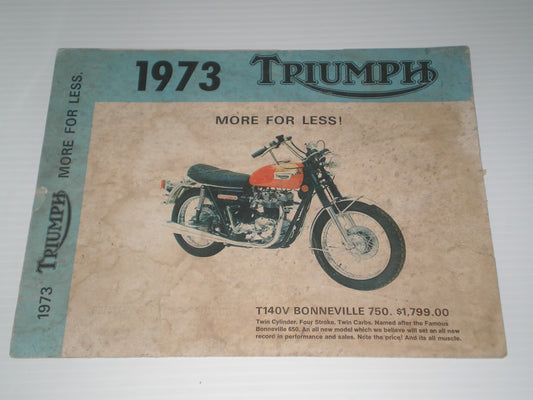 1973 TRIUMPH
MORE FOR LESS!
T140V BONNEVILLE 750. $1,799.00
Twin Cylinder. Four Stroke. Twin Carbs. Named after the Famous
Bonneville 650. An all new model which we believe will set an all new
record in performance and sales. Note the price! And its all muscle.
1973 TRIUMPH MORE FOR LESS.